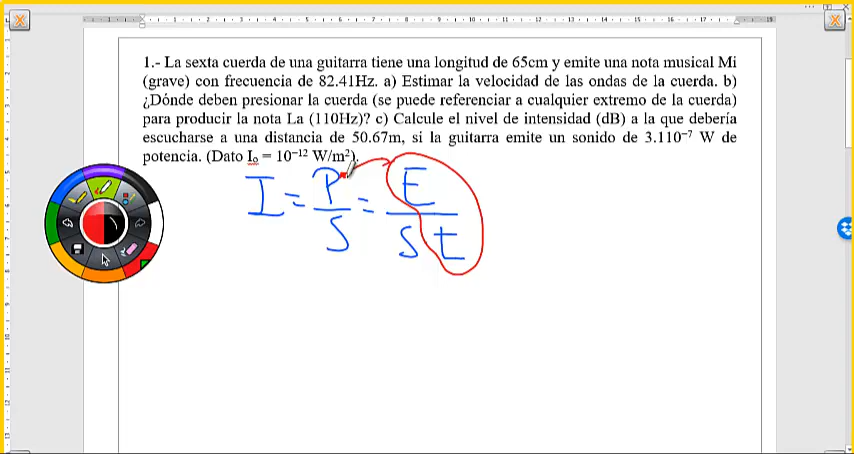 1.- La sexta cuerda de una guitarra tiene una longitud de 65cm y emite una nota musical Mi
(grave) con frecuencia de 82.41Hz. a) Estimar la velocidad de las ondas de la cuerda. b)
¿Dónde deben presionar la cuerda (se puede referenciar a cualquier extremo de la cuerda)
para producir la nota La (110Hz)? c) Calcule el nivel de intensidad (dB) a la que debería
escucharse a una distancia de 50.67m, si la guitarra emite un sonido de 3.110⁻⁷ W de
potencia. (Dato I₀ = 10⁻¹² W/m²).
I = P/S = E/(S t)